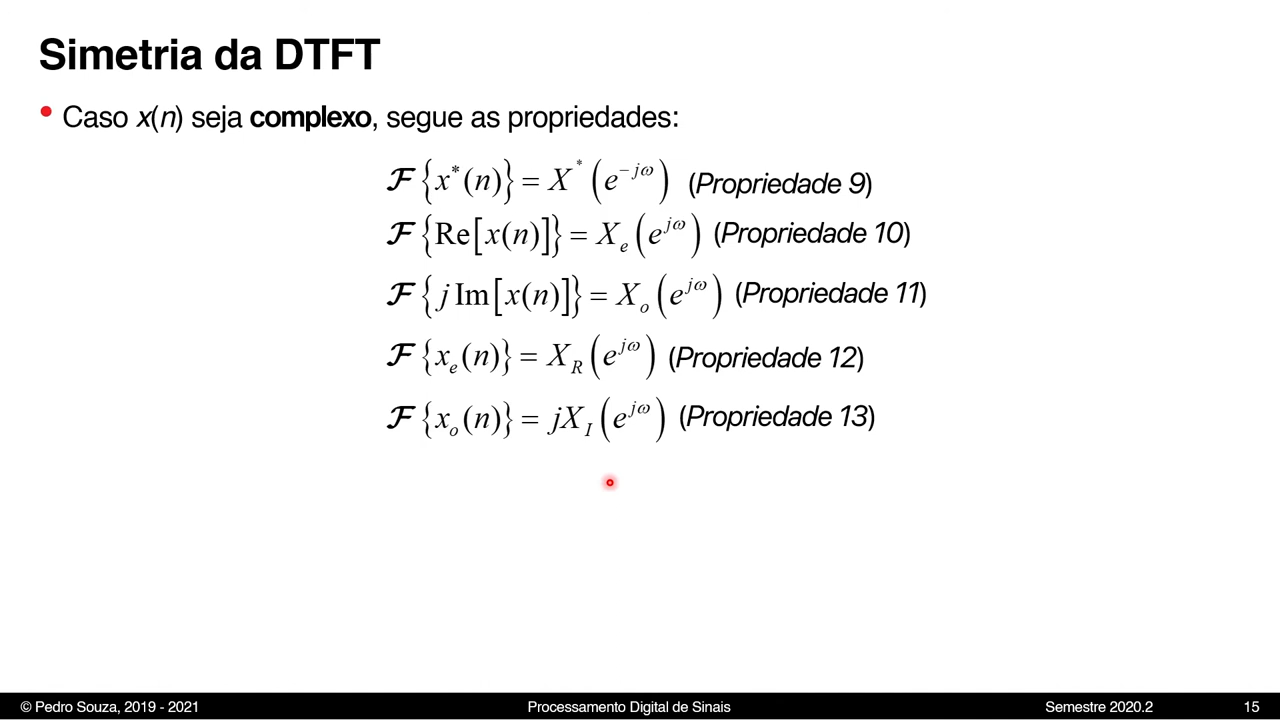 Simetria da DTFT
• Caso x(n) seja complexo, segue as propriedades:
ℱ{x*(n)} = X*(e^{-jω}) (Propriedade 9)
ℱ{Re[x(n)]} = X_e(e^{jω}) (Propriedade 10)
ℱ{j Im[x(n)]} = X_o(e^{jω}) (Propriedade 11)
ℱ{x_e(n)} = X_R(e^{jω}) (Propriedade 12)
ℱ{x_o(n)} = jX_I(e^{jω}) (Propriedade 13)
© Pedro Souza, 2019 - 2021 Processamento Digital de Sinais Semestre 2020.2 15